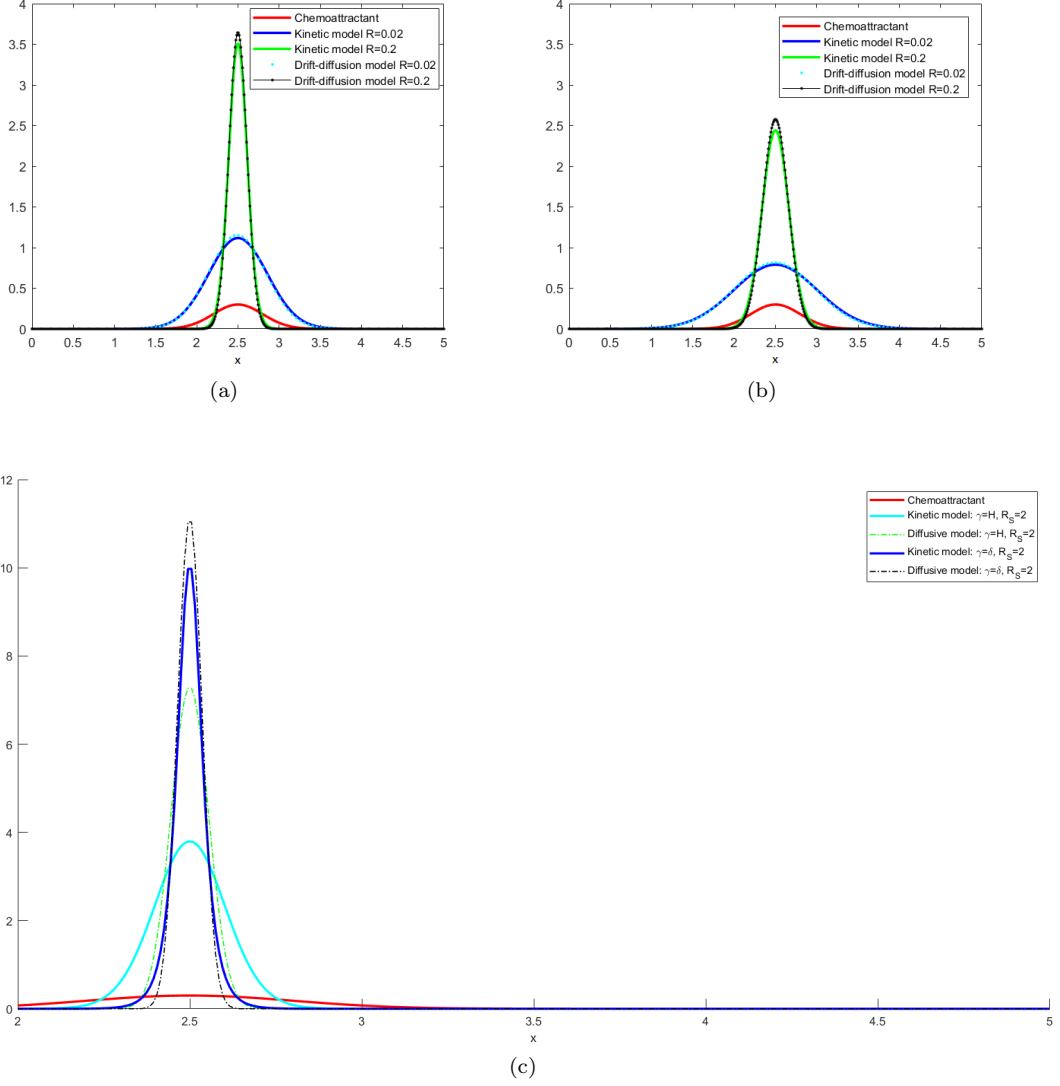 4
3.5
3
2.5
2
1.5
1
0.5
0
0 0.5 1 1.5 2 2.5 3 3.5 4 4.5 5
x
Chemoattractant
Kinetic model R=0.02
Kinetic model R=0.2
Drift-diffusion model R=0.02
Drift-diffusion model R=0.2
(a)
4
3.5
3
2.5
2
1.5
1
0.5
0
0 0.5 1 1.5 2 2.5 3 3.5 4 4.5 5
x
Chemoattractant
Kinetic model R=0.02
Kinetic model R=0.2
Drift-diffusion model R=0.02
Drift-diffusion model R=0.2
(b)
12
10
8
6
4
2
0
2 2.5 3 3.5 4 4.5 5
x
Chemoattractant
Kinetic model: γ=H, R_S=2
Diffusive model: γ=H, R_S=2
Kinetic model: γ=δ, R_S=2
Diffusive model: γ=δ, R_S=2
(c)